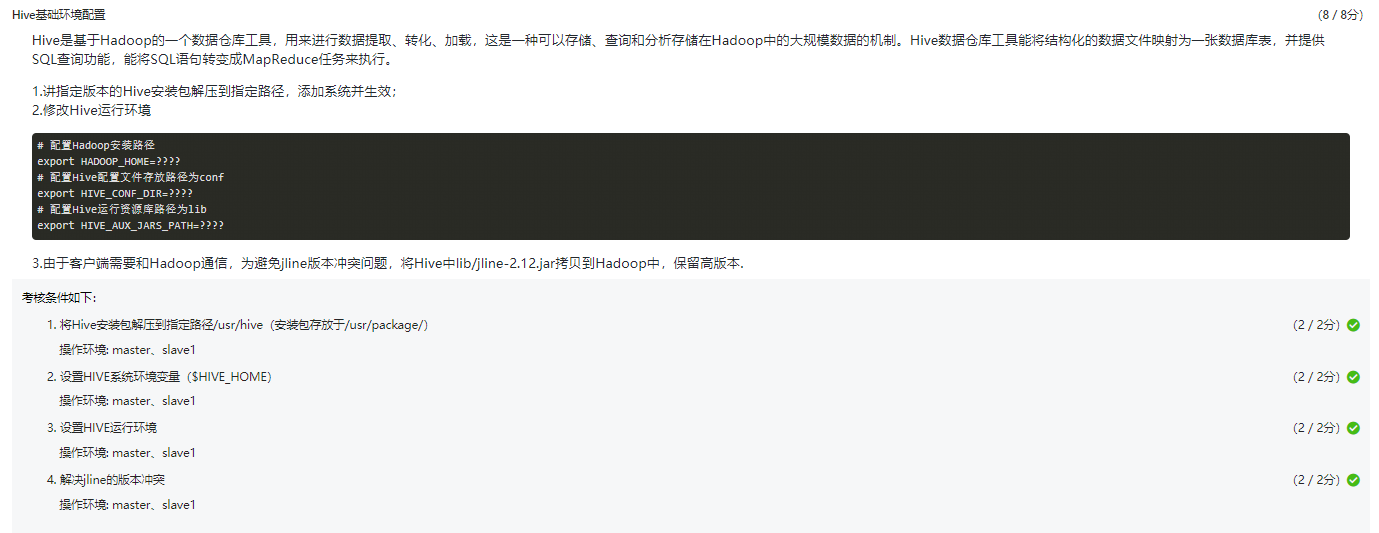 Hive基础环境配置 (8 / 8分)
Hive是基于Hadoop的一个数据仓库工具，用来进行数据提取、转化、加载，这是一种可以存储、查询和分析存储在Hadoop中的大规模数据的机制。Hive数据仓库工具能将结构化的数据文件映射为一张数据库表，并提供
SQL查询功能，能将SQL语句转变成MapReduce任务来执行。
1.讲指定版本的Hive安装包解压到指定路径，添加系统并生效；
2.修改Hive运行环境
# 配置Hadoop安装路径
export HADOOP_HOME=????
# 配置Hive配置文件存放路径为conf
export HIVE_CONF_DIR=????
# 配置Hive运行资源库路径为lib
export HIVE_AUX_JARS_PATH=????
3.由于客户端需要和Hadoop通信，为避免jline版本冲突问题，将Hive中lib/jline-2.12.jar拷贝到Hadoop中，保留高版本.
考核条件如下：
1. 将Hive安装包解压到指定路径/usr/hive（安装包存放于/usr/package/） (2 / 2分)
操作环境: master、slave1
2. 设置HIVE系统环境变量（$HIVE_HOME） (2 / 2分)
操作环境: master、slave1
3. 设置HIVE运行环境 (2 / 2分)
操作环境: master、slave1
4. 解决jline的版本冲突 (2 / 2分)
操作环境: master、slave1